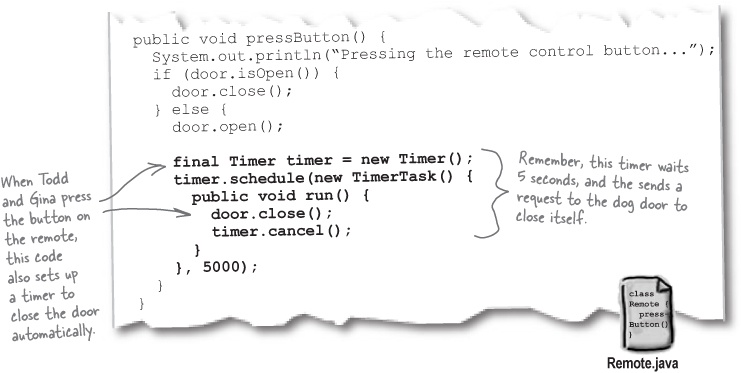 public void pressButton() {
System.out.println(“Pressing the remote control button...”);
if (door.isOpen()) {
door.close();
} else {
door.open();
final Timer timer = new Timer();
timer.schedule(new TimerTask() {
public void run() {
door.close();
timer.cancel();
}
}, 5000);
}
}
When Todd
and Gina press
the button on
the remote,
this code
also sets up
a timer to
close the door
automatically.
Remember, this timer waits
5 seconds, and the sends a
request to the dog door to
close itself.
class
Remote {
press-
Button()
}
Remote.java